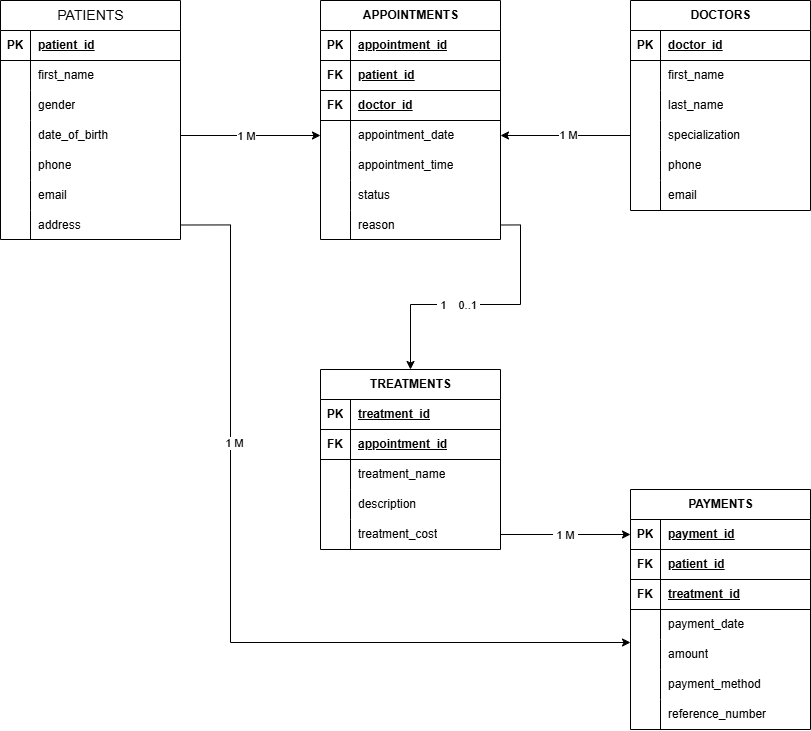 PATIENTS
PK patient_id
first_name
gender
date_of_birth
phone
email
address
APPOINTMENTS
PK appointment_id
FK patient_id
FK doctor_id
appointment_date
appointment_time
status
reason
DOCTORS
PK doctor_id
first_name
last_name
specialization
phone
email
1 M
1 M
1 0..1
TREATMENTS
PK treatment_id
FK appointment_id
treatment_name
description
treatment_cost
1 M
1 M
PAYMENTS
PK payment_id
FK patient_id
FK treatment_id
payment_date
amount
payment_method
reference_number